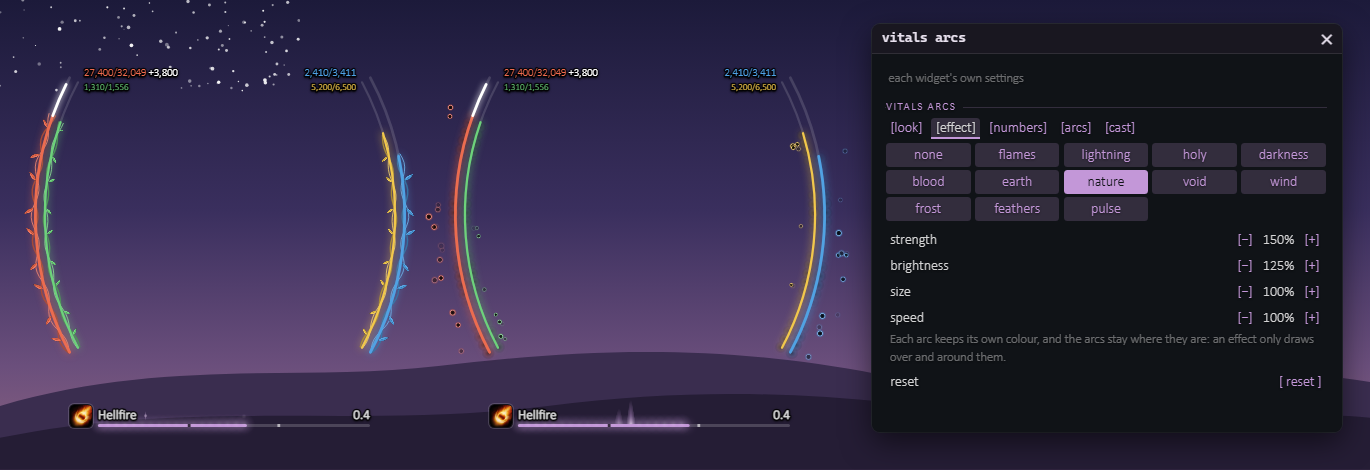 27,400/32,049 +3,800
1,310/1,556
2,410/3,411
5,200/6,500
27,400/32,049 +3,800
1,310/1,556
2,410/3,411
5,200/6,500
Hellfire 0.4
Hellfire 0.4
vitals arcs ×
each widget's own settings
VITALS ARCS
[look] [effect] [numbers] [arcs] [cast]
none flames lightning holy darkness
blood earth nature void wind
frost feathers pulse
strength [−] 150% [+]
brightness [−] 125% [+]
size [−] 100% [+]
speed [−] 100% [+]
Each arc keeps its own colour, and the arcs stay where they are: an effect only draws
over and around them.
reset [ reset ]